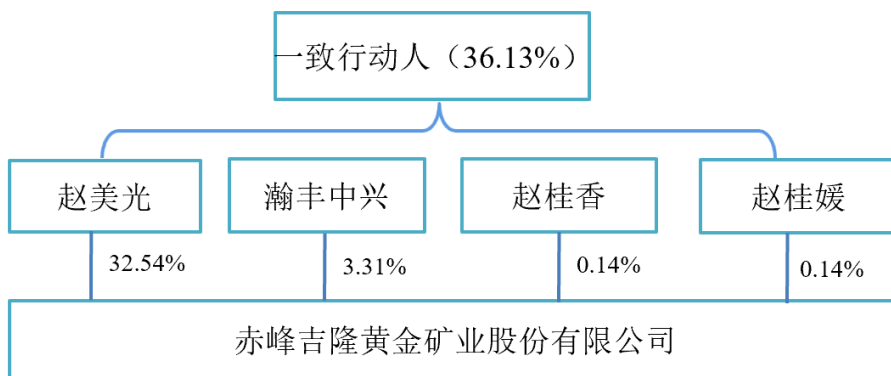 一致行动人（36.13%）
赵美光
瀚丰中兴
赵桂香
赵桂媛
32.54%
3.31%
0.14%
0.14%
赤峰吉隆黄金矿业股份有限公司